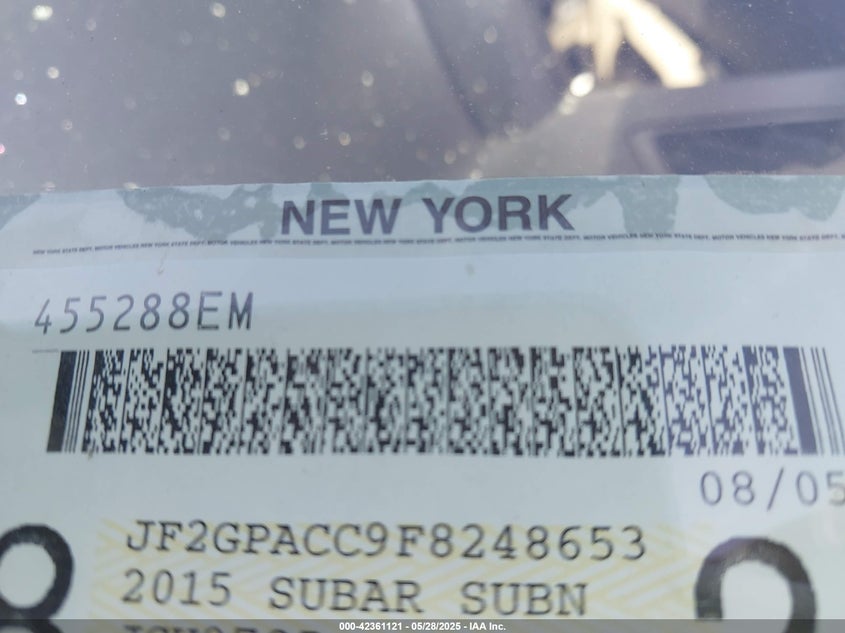 NEW YORK
455288EM
08/05
JF2GPACC9F8248653
2015 SUBAR SUBN
000-42361121 - 05/28/2025 - IAA Inc.